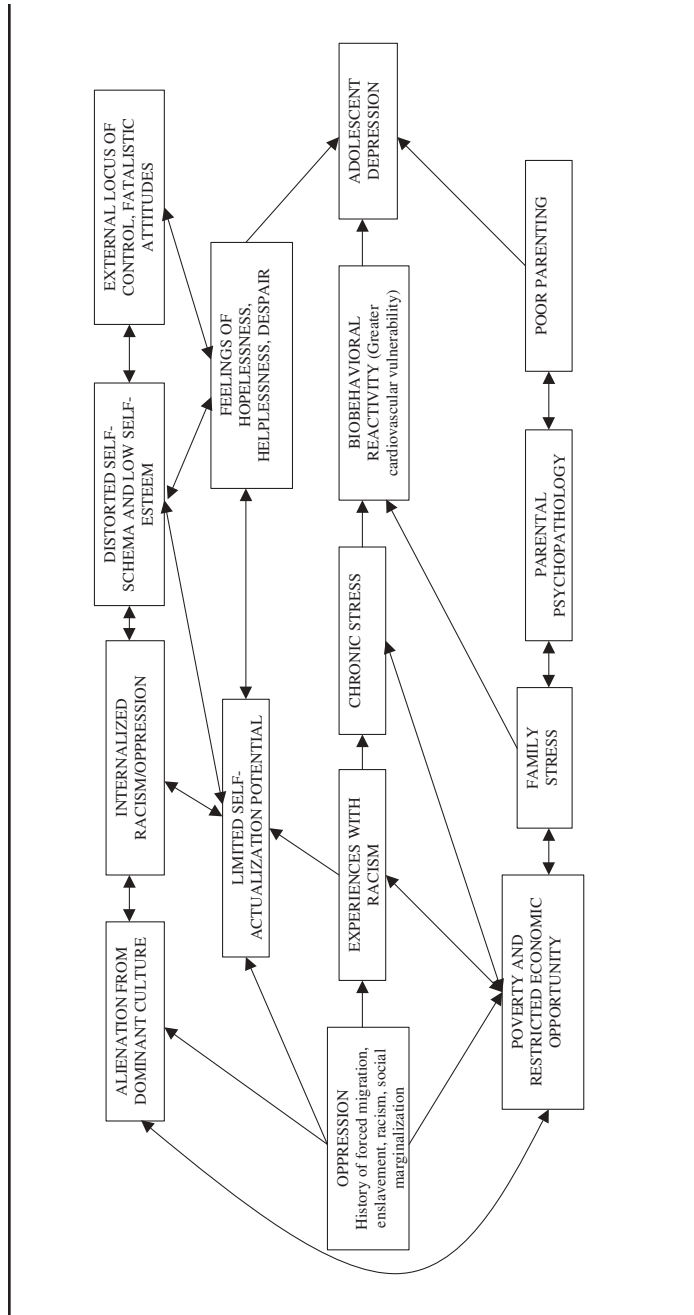 ALIENATION FROM
DOMINANT CULTURE
INTERNALIZED
RACISM/OPPRESSION
DISTORTED SELF-
SCHEMA AND LOW SELF-
ESTEEM
EXTERNAL LOCUS OF
CONTROL, FATALISTIC
ATTITUDES
LIMITED SELF-
ACTUALIZATION POTENTIAL
FEELINGS OF
HOPELESSNESS,
HELPLESSNESS, DESPAIR
OPPRESSION
History of forced migration,
enslavement, racism, social
marginalization
EXPERIENCES WITH
RACISM
CHRONIC STRESS
BIOBEHAVIORAL
REACTIVITY (Greater
cardiovascular vulnerability)
ADOLESCENT
DEPRESSION
POVERTY AND
RESTRICTED ECONOMIC
OPPORTUNITY
FAMILY
STRESS
PARENTAL
PSYCHOPATHOLOGY
POOR PARENTING